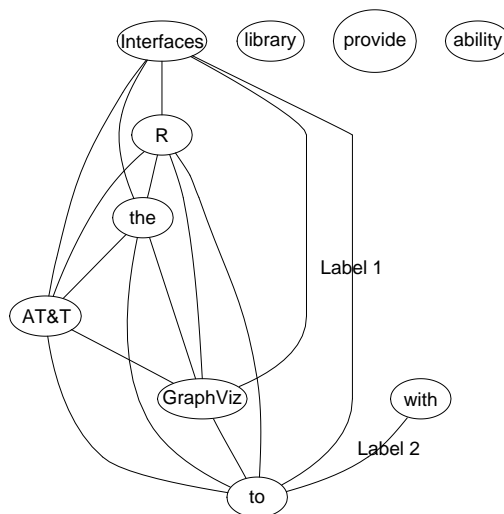 Interfaces
library
provide
ability
R
the
Label 1
AT&T
GraphViz
with
Label 2
to